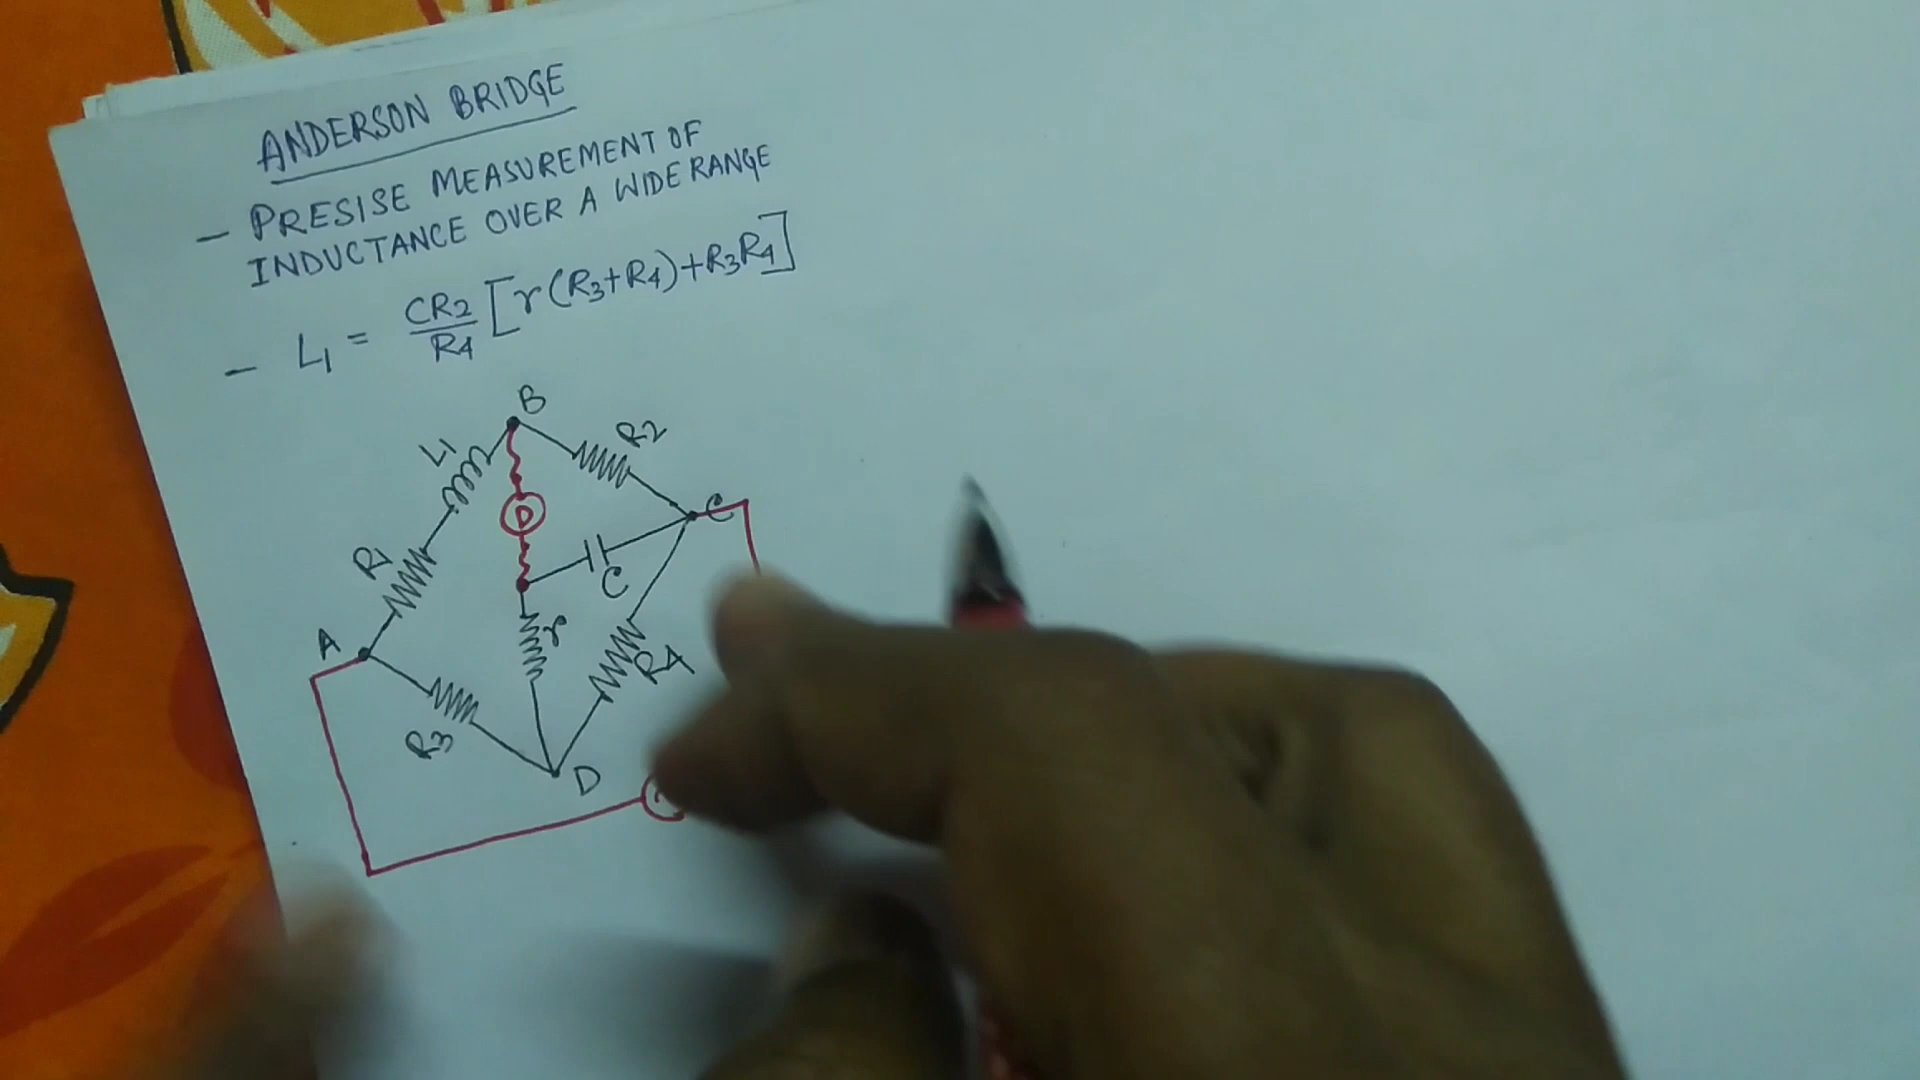 ANDERSON BRIDGE
- PRESISE MEASUREMENT OF
INDUCTANCE OVER A WIDE RANGE
- L1 = CR2/R4 [r(R3+R4)+R3R4]
B
L1
R2
D
C
R1
C
r
A
R4
R3
D